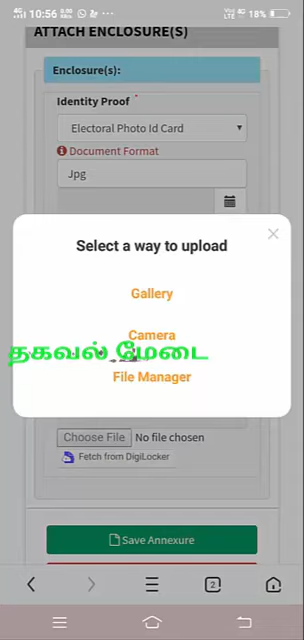 10:56
18%
ATTACH ENCLOSURE(S)
Enclosure(s):
Identity Proof *
Electoral Photo Id Card
Document Format
Jpg
Select a way to upload
Gallery
Camera
தகவல் மேடை
File Manager
Choose File No file chosen
Fetch from DigiLocker
Save Annexure
2